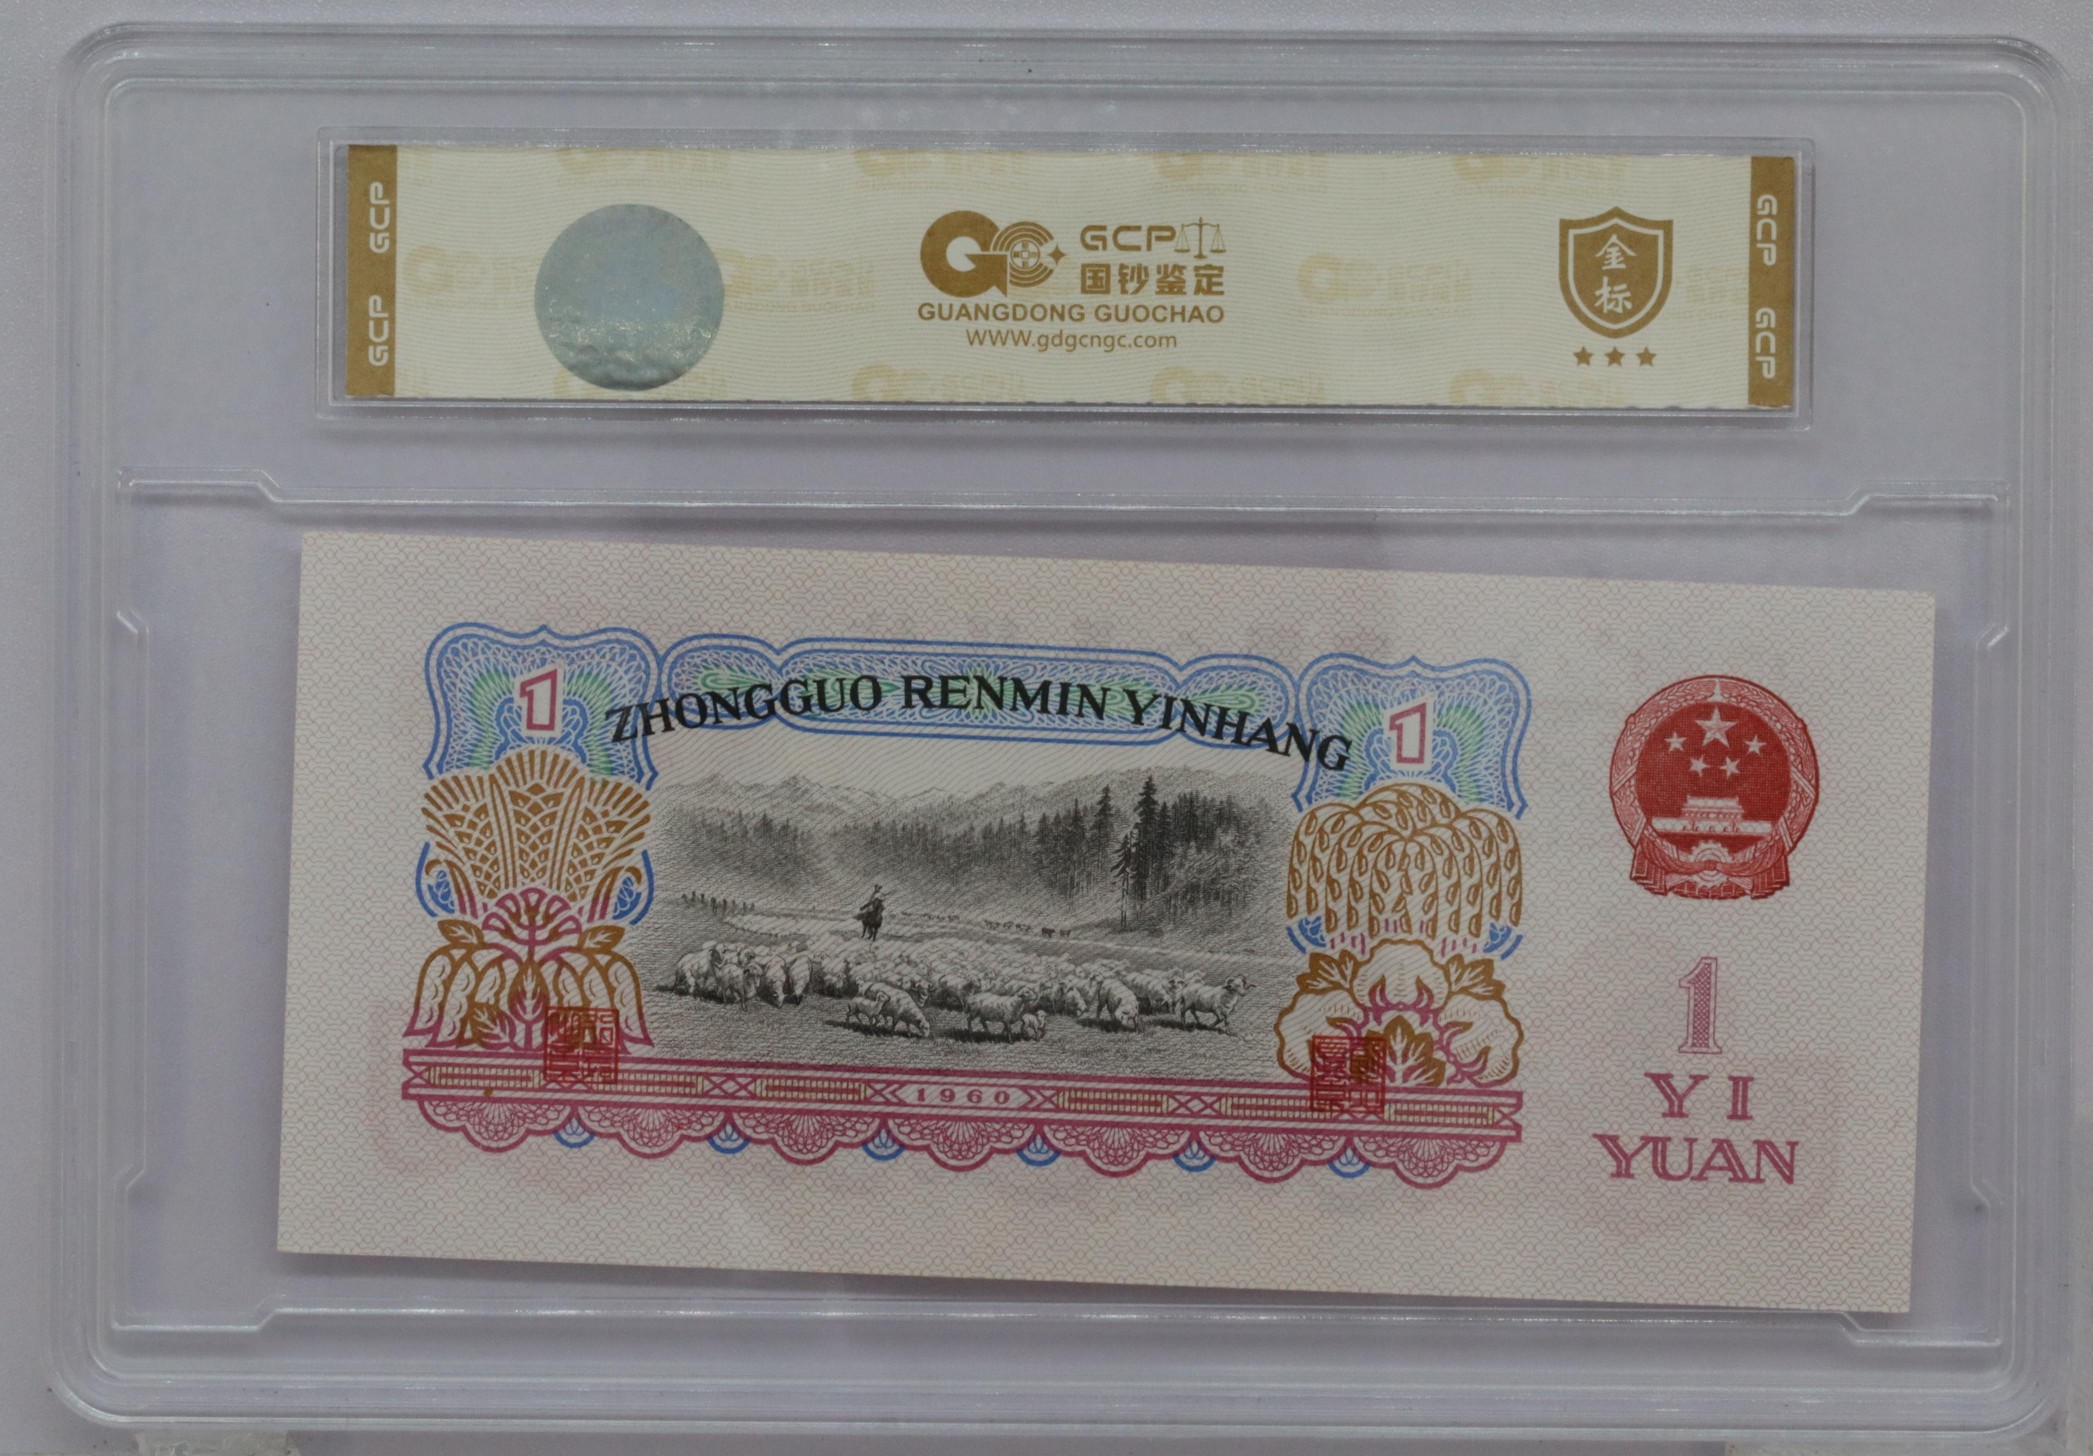 GCP GCP
GCP
国钞鉴定
GUANGDONG GUOCHAO
WWW.gdgcngc.com
金标
GCP GCP
1
ZHONGGUO RENMIN YINHANG
1
1960
1
YI
YUAN